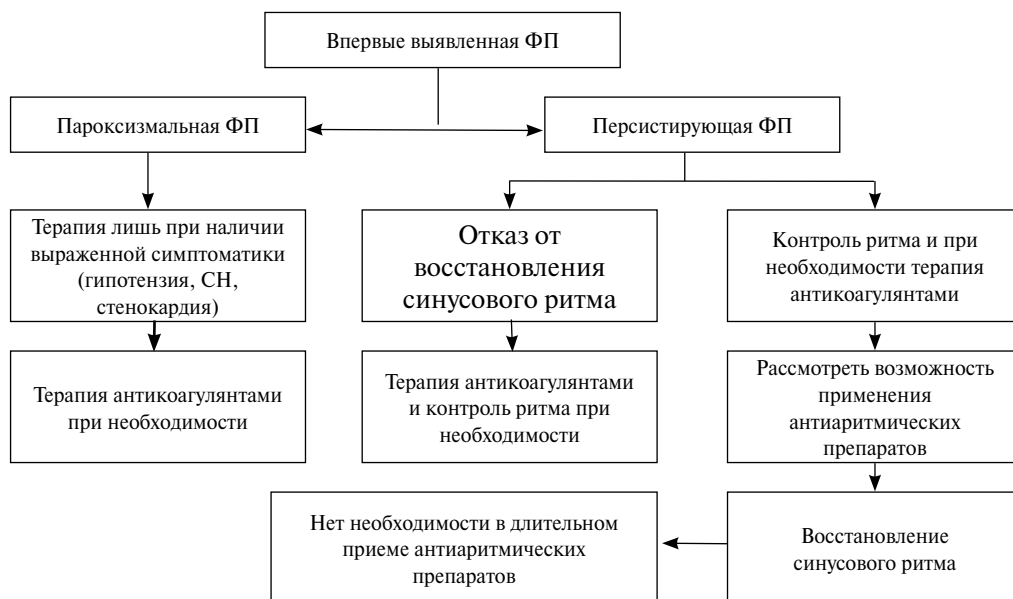 Впервые выявленная ФП
Пароксизмальная ФП
Персистирующая ФП
Терапия лишь при наличии
выраженной симптоматики
(гипотензия, СН,
стенокардия)
Отказ от
восстановления
синусового ритма
Контроль ритма и при
необходимости терапия
антикоагулянтами
Терапия антикоагулянтами
при необходимости
Терапия антикоагулянтами
и контроль ритма при
необходимости
Рассмотреть возможность
применения
антиаритмических
препаратов
Нет необходимости в длительном
приеме антиаритмических
препаратов
Восстановление
синусового ритма